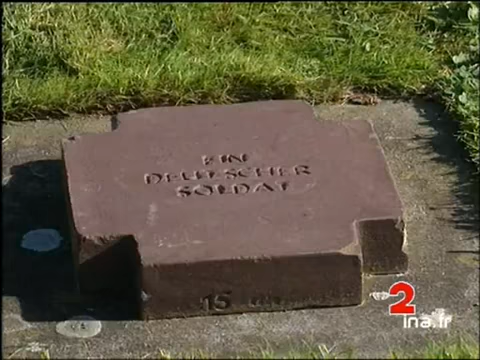 EIN
DEUTSCHER
SOLDAT
15
2
ina.fr